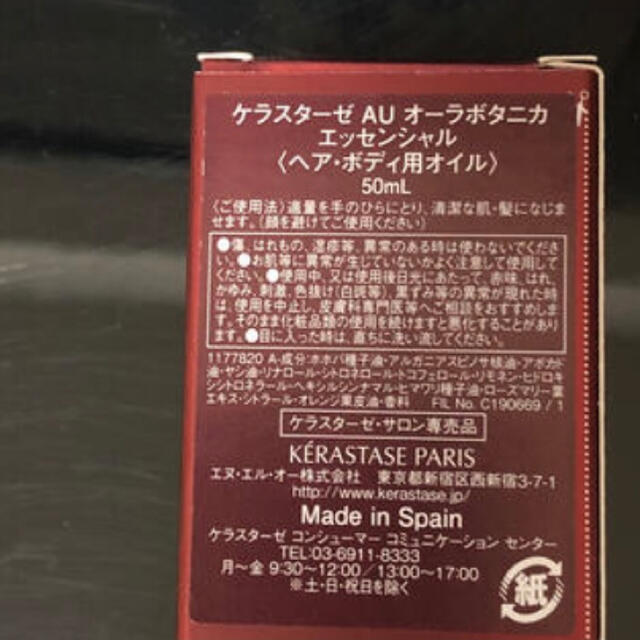 ケラスターゼ AU オーラボタニカ
エッセンシャル
〈ヘア・ボディ用オイル〉
50mL
〈ご使用法〉適量を手のひらにとり、清潔な肌・髪になじま
せます。(顔を避けてご使用ください)
●傷、はれもの、湿疹等、異常のある時は使わないでくださ
い。●お肌に異常が生じていないかよく注意して使用し
てください。●使用中、又は使用後日光にあたって、赤味、はれ、
かゆみ、刺激、色抜け(白斑等)、黒ずみ等の異常が現れた時
は、使用を中止し、皮膚科専門医等へご相談をおすすめしま
す。そのまま化粧品類の使用を続けますと悪化することがあり
ます。●目に入った時は、直ちに洗い流してください。
1177820 A-成分:ホホバ種子油・アルガニアスピノサ核油・アボカド
油・ヤシ油・リナロール・シトロネロール・トコフェロール・リモネン・ヒドロキ
シシトロネラール・ヘキシルシンナマル・ヒマワリ種子油・ローズマリー葉
エキス・シトラール・オレンジ果皮油・香料 FIL No. C190669 / 1
ケラスターゼ・サロン専売品
KÉRASTASE PARIS
エヌ・エル・オー株式会社 東京都新宿区西新宿3-7-1
http://www.kerastase.jp/
Made in Spain
ケラスターゼ コンシューマー コミュニケーション センター
TEL:03-6911-8333
月〜金 9:30〜12:00/13:00〜17:00
※土・日・祝日を除く
紙